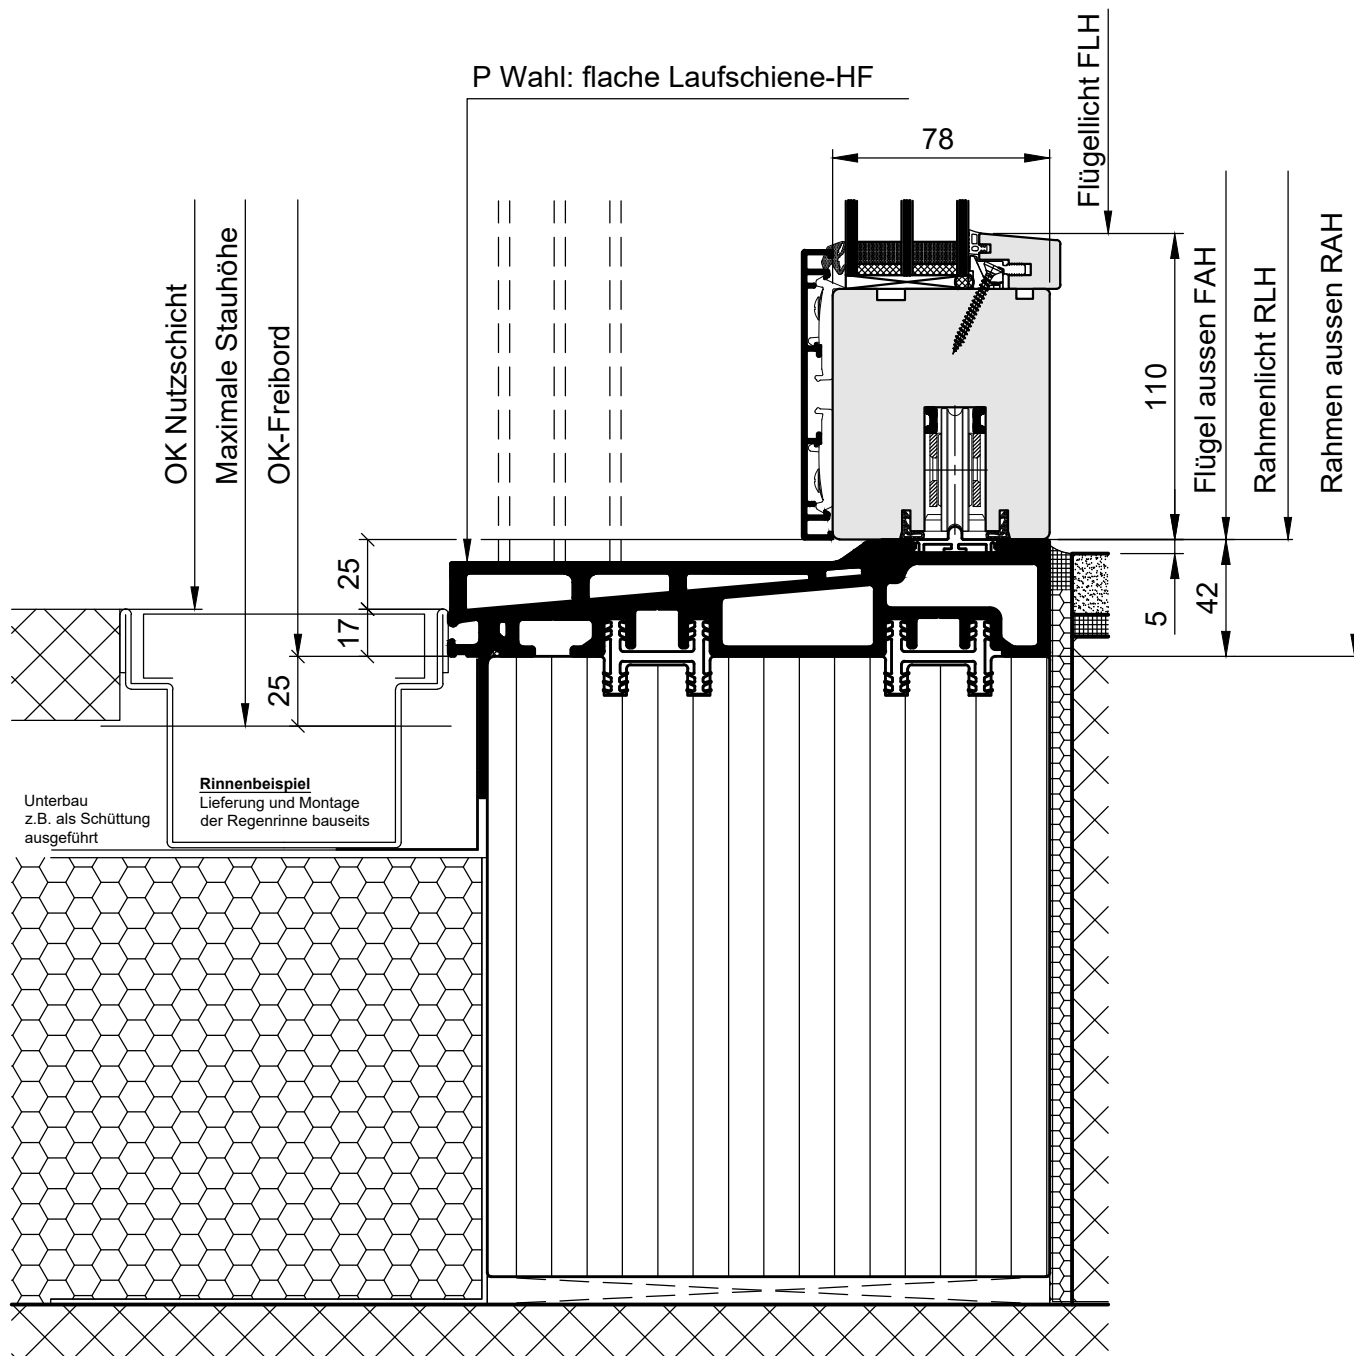 P Wahl: flache Laufschiene-HF
78
Flügellicht FLH
OK Nutzschicht
Maximale Stauhöhe
OK-Freibord
110
Flügel aussen FAH
Rahmenlicht RLH
Rahmen aussen RAH
25
17
25
5
42
Rinnenbeispiel
Lieferung und Montage
der Regenrinne bauseits
Unterbau
z.B. als Schüttung
ausgeführt